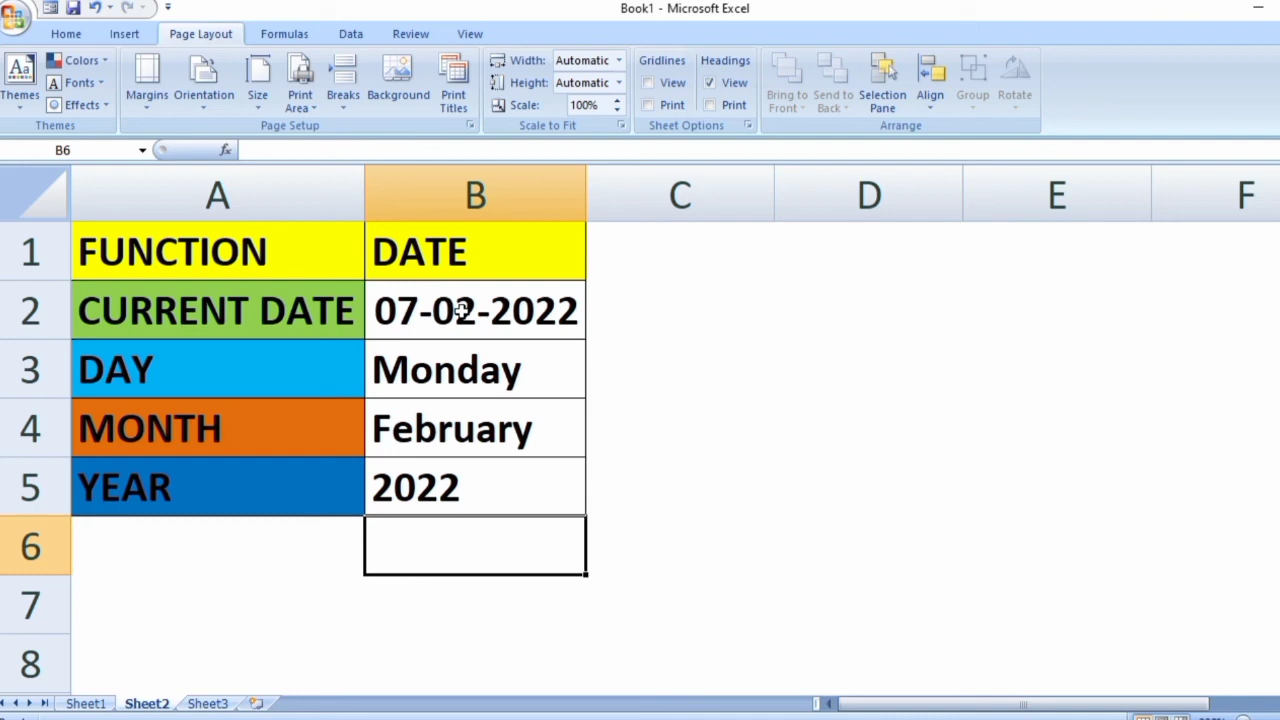 Book1 - Microsoft Excel
Home Insert Page Layout Formulas Data Review View
Themes
Colors
Fonts
Effects
Themes
Margins Orientation Size Print Area Breaks Background Print Titles
Page Setup
Width: Automatic
Height: Automatic
Scale: 100%
Scale to Fit
Gridlines Headings
View View
Print Print
Sheet Options
Bring to Front Send to Back Selection Pane Align Group Rotate
Arrange
B6 fx
A B C D E F
1 FUNCTION DATE
2 CURRENT DATE 07-02-2022
3 DAY Monday
4 MONTH February
5 YEAR 2022
6
7
8
Sheet1 Sheet2 Sheet3